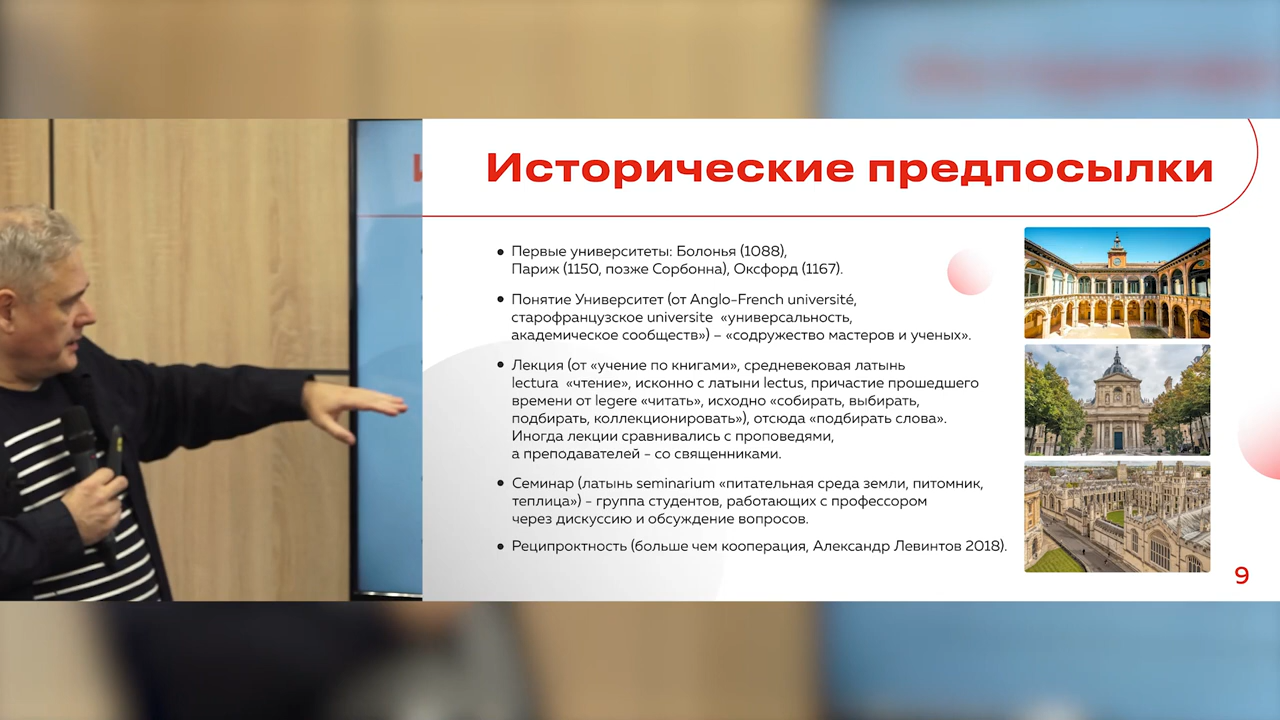 Исторические предпосылки
● Первые университеты: Болонья (1088),
Париж (1150, позже Сорбонна), Оксфорд (1167).
● Понятие Университет (от Anglo-French université,
старофранцузское universite «универсальность,
академическое сообществ») – «содружество мастеров и ученых».
● Лекция (от «учение по книгами», средневековая латынь
lectura «чтение», исконно с латыни lectus, причастие прошедшего
времени от legere «читать», исходно «собирать, выбирать,
подбирать, коллекционировать»), отсюда «подбирать слова».
Иногда лекции сравнивались с проповедями,
а преподавателей - со священниками.
● Семинар (латынь seminarium «питательная среда земли, питомник,
теплица») – группа студентов, работающих с профессором
через дискуссию и обсуждение вопросов.
● Реципроктность (больше чем кооперация, Александр Левинтов 2018).
9